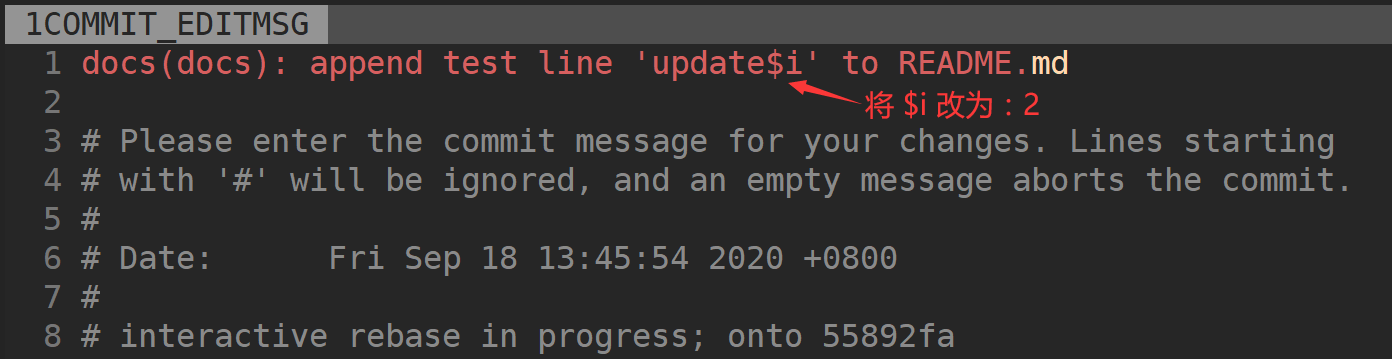 1COMMIT_EDITMSG
1 docs(docs): append test line 'update$i' to README.md
2
将 $i 改为：2
3 # Please enter the commit message for your changes. Lines starting
4 # with '#' will be ignored, and an empty message aborts the commit.
5 #
6 # Date:      Fri Sep 18 13:45:54 2020 +0800
7 #
8 # interactive rebase in progress; onto 55892fa